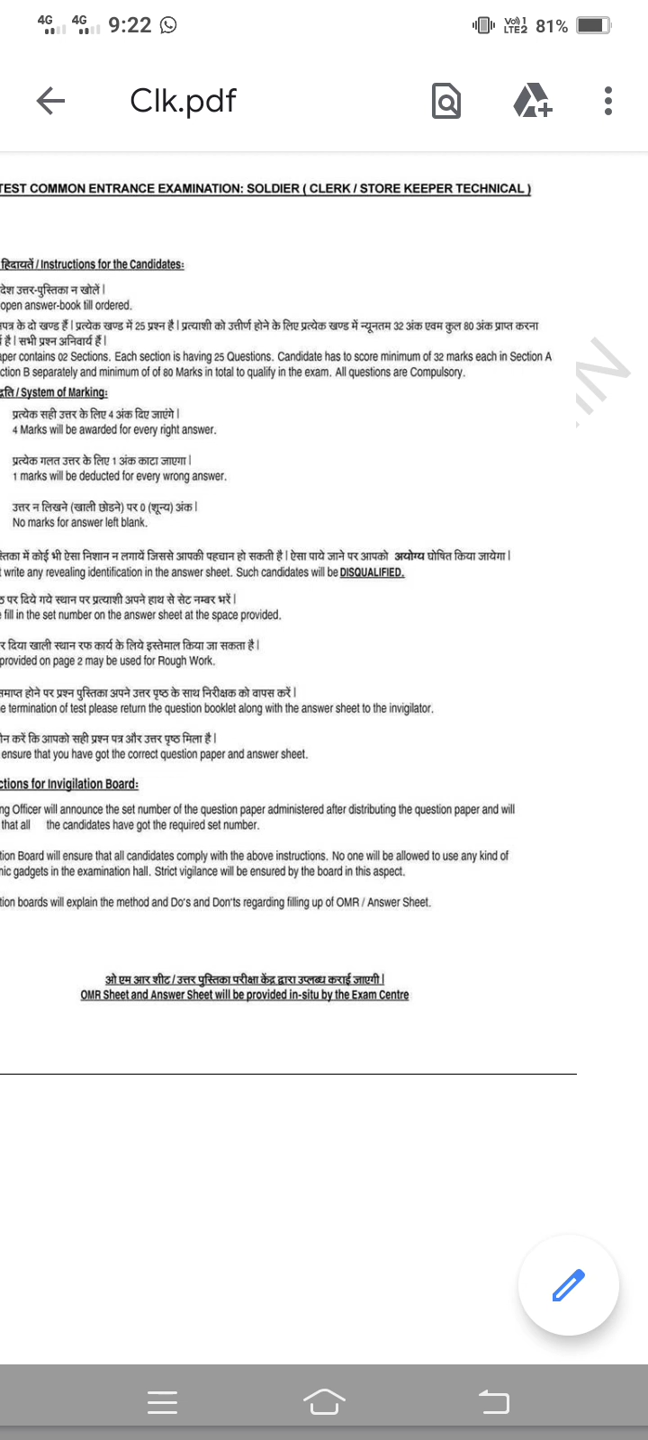 4G 4G 9:22 Vo)) 1 LTE2 81%
Clk.pdf
TEST COMMON ENTRANCE EXAMINATION: SOLDIER ( CLERK / STORE KEEPER TECHNICAL )
हिदायतें / Instructions for the Candidates:
देश उत्तर-पुस्तिका न खोलें |
open answer-book till ordered.
पत्र के दो खण्ड हैं | प्रत्येक खण्ड में 25 प्रश्न है | प्रत्याशी को उत्तीर्ण होने के लिए प्रत्येक खण्ड में न्यूनतम 32 अंक एवम कुल 80 अंक प्राप्त करना
है | सभी प्रश्न अनिवार्य हैं |
aper contains 02 Sections. Each section is having 25 Questions. Candidate has to score minimum of 32 marks each in Section A
ction B separately and minimum of of 80 Marks in total to qualify in the exam. All questions are Compulsory.
द्धति / System of Marking:
प्रत्येक सही उत्तर के लिए 4 अंक दिए जाएंगे |
4 Marks will be awarded for every right answer.
प्रत्येक गलत उत्तर के लिए 1 अंक काटा जाएगा |
1 marks will be deducted for every wrong answer.
उत्तर न लिखने (खाली छोडने) पर 0 (शून्य) अंक |
No marks for answer left blank.
स्तिका में कोई भी ऐसा निशान न लगायें जिससे आपकी पहचान हो सकती है | ऐसा पाये जाने पर आपको अयोग्य घोषित किया जायेगा |
t write any revealing identification in the answer sheet. Such candidates will be DISQUALIFIED.
ठ पर दिये गये स्थान पर प्रत्याशी अपने हाथ से सेट नम्बर भरें |
fill in the set number on the answer sheet at the space provided.
र दिया खाली स्थान रफ कार्य के लिये इस्तेमाल किया जा सकता है |
provided on page 2 may be used for Rough Work.
समाप्त होने पर प्रश्न पुस्तिका अपने उत्तर पृष्ठ के साथ निरीक्षक को वापस करें |
e termination of test please return the question booklet along with the answer sheet to the invigilator.
न करें कि आपको सही प्रश्न पत्र और उत्तर पृष्ठ मिला है |
ensure that you have got the correct question paper and answer sheet.
ctions for Invigilation Board:
ng Officer will announce the set number of the question paper administered after distributing the question paper and will
that all the candidates have got the required set number.
tion Board will ensure that all candidates comply with the above instructions. No one will be allowed to use any kind of
nic gadgets in the examination hall. Strict vigilance will be ensured by the board in this aspect.
tion boards will explain the method and Do's and Don'ts regarding filling up of OMR / Answer Sheet.
ओ एम आर शीट / उत्तर पुस्तिका परीक्षा केंद्र द्वारा उप्लब्ध कराई जाएगी |
OMR Sheet and Answer Sheet will be provided in-situ by the Exam Centre